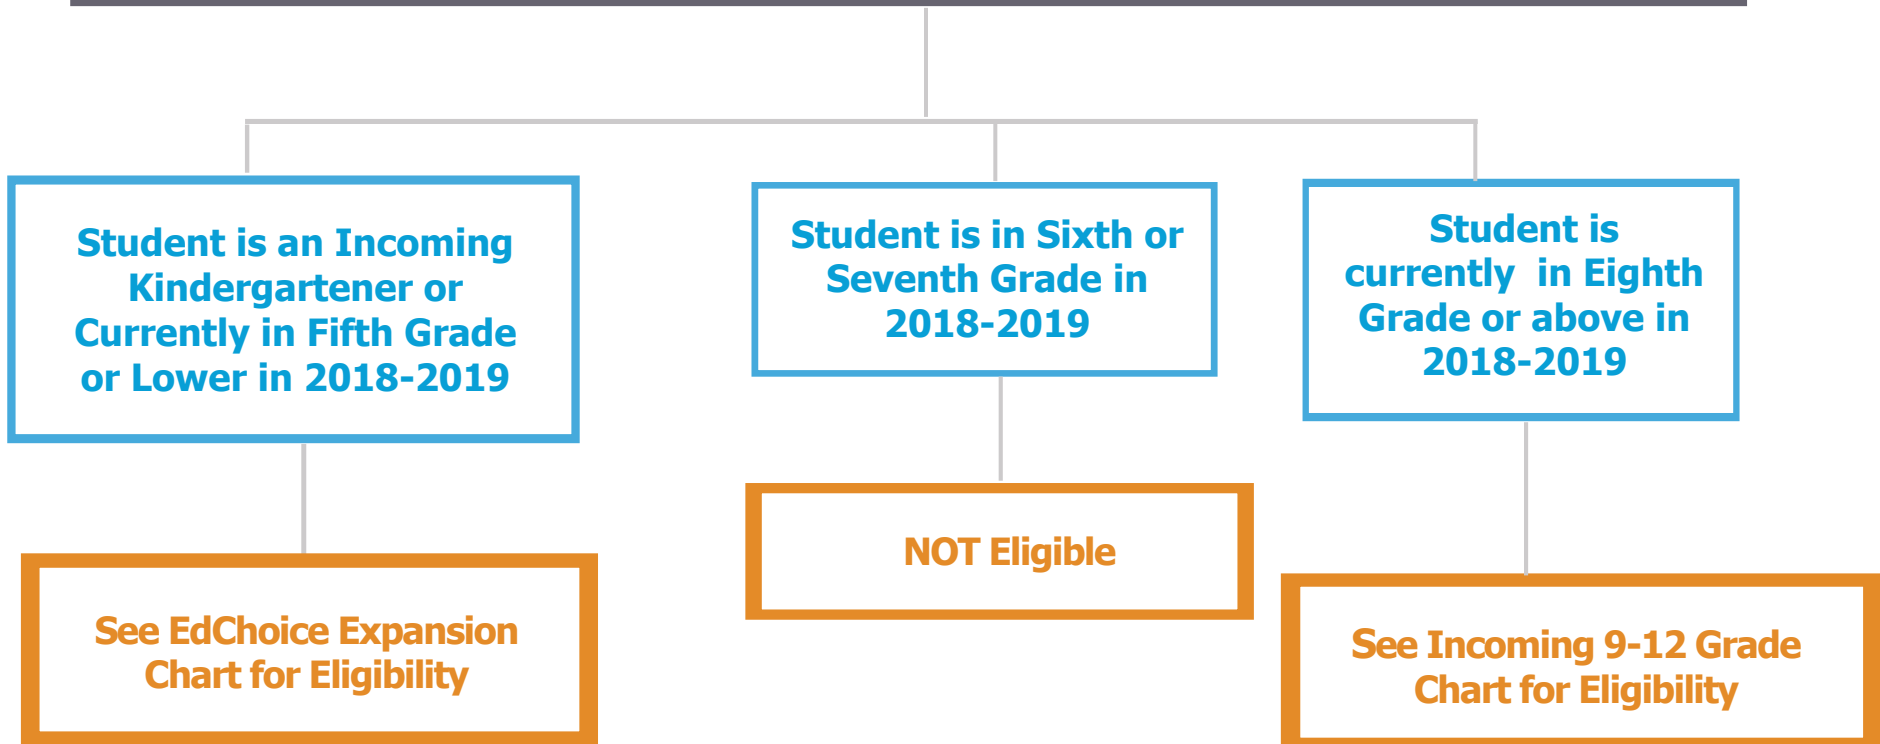 Student is an Incoming
Kindergartener or
Currently in Fifth Grade
or Lower in 2018-2019
Student is in Sixth or
Seventh Grade in
2018-2019
Student is
currently  in Eighth
Grade or above in
2018-2019
See EdChoice Expansion
Chart for Eligibility
NOT Eligible
See Incoming 9-12 Grade
Chart for Eligibility